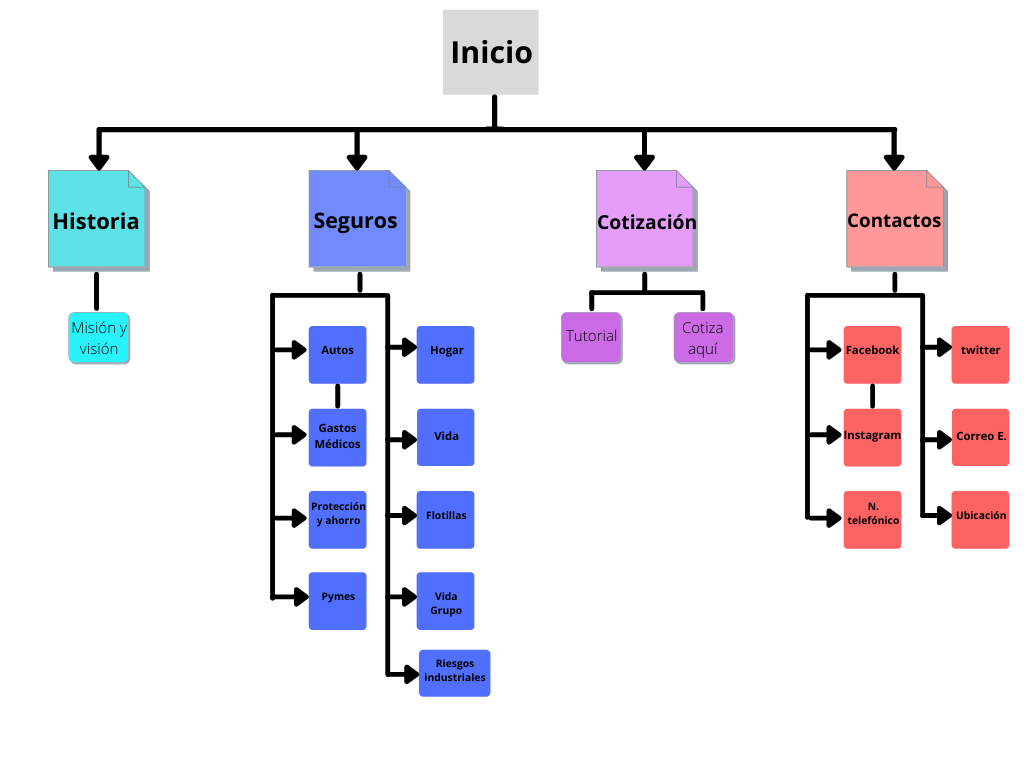 Inicio
Historia
Seguros
Cotización
Contactos
Misión y
visión
Autos
Hogar
Gastos
Médicos
Vida
Protección
y ahorro
Flotillas
Pymes
Vida
Grupo
Riesgos
industriales
Tutorial
Cotiza
aquí
Facebook
twitter
Instagram
Correo E.
N.
telefónico
Ubicación